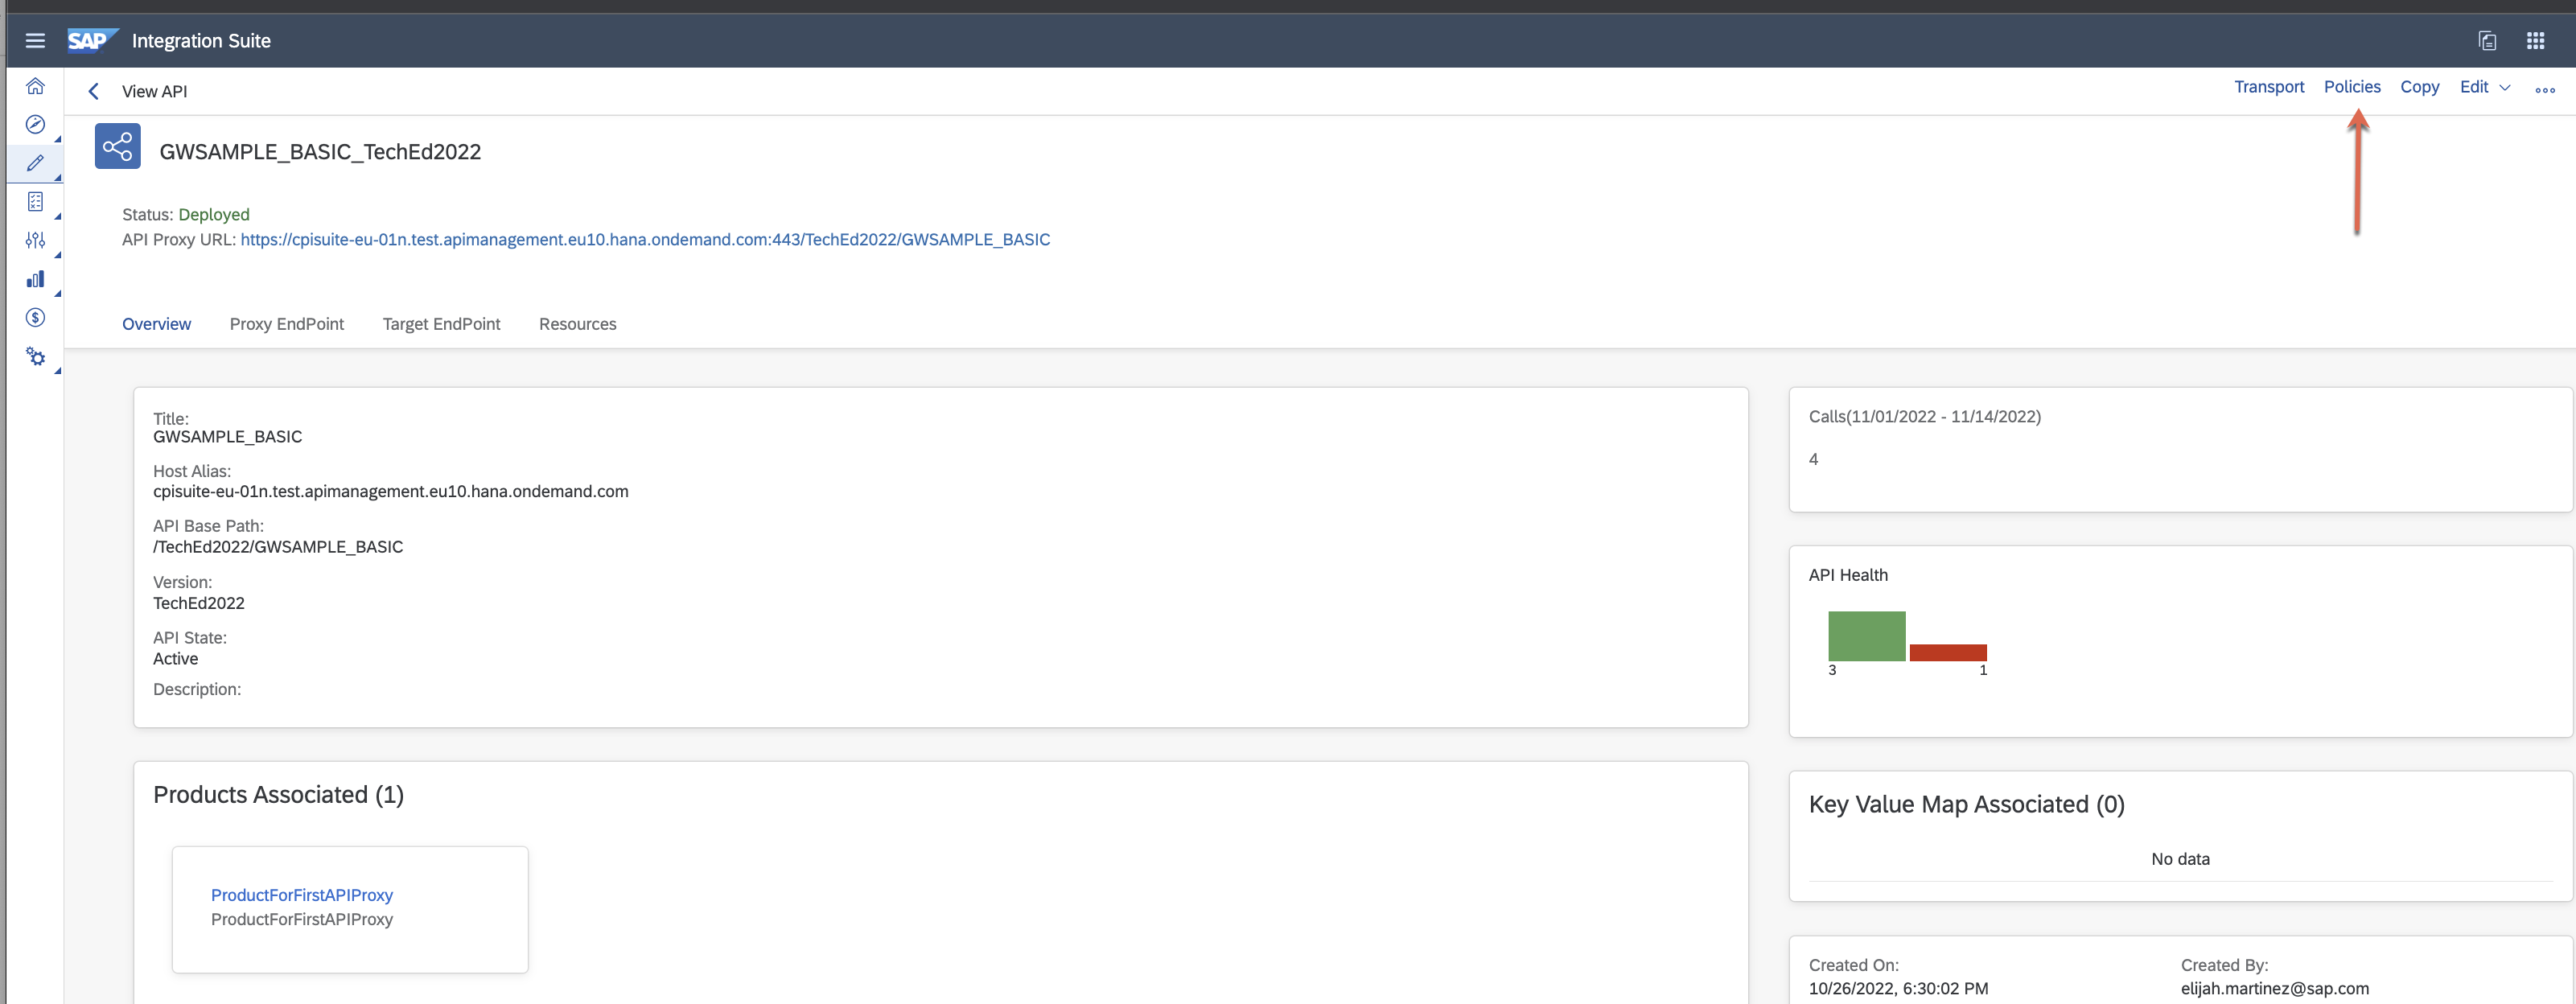 SAP Integration Suite
View API
Transport Policies Copy Edit
GWSAMPLE_BASIC_TechEd2022
Status: Deployed
API Proxy URL: https://cpisuite-eu-01n.test.apimanagement.eu10.hana.ondemand.com:443/TechEd2022/GWSAMPLE_BASIC
Overview Proxy EndPoint Target EndPoint Resources
Title:
GWSAMPLE_BASIC
Host Alias:
cpisuite-eu-01n.test.apimanagement.eu10.hana.ondemand.com
API Base Path:
/TechEd2022/GWSAMPLE_BASIC
Version:
TechEd2022
API State:
Active
Description:
Calls(11/01/2022 - 11/14/2022)
4
API Health
3 1
Products Associated (1)
ProductForFirstAPIProxy
ProductForFirstAPIProxy
Key Value Map Associated (0)
No data
Created On:
10/26/2022, 6:30:02 PM
Created By:
elijah.martinez@sap.com